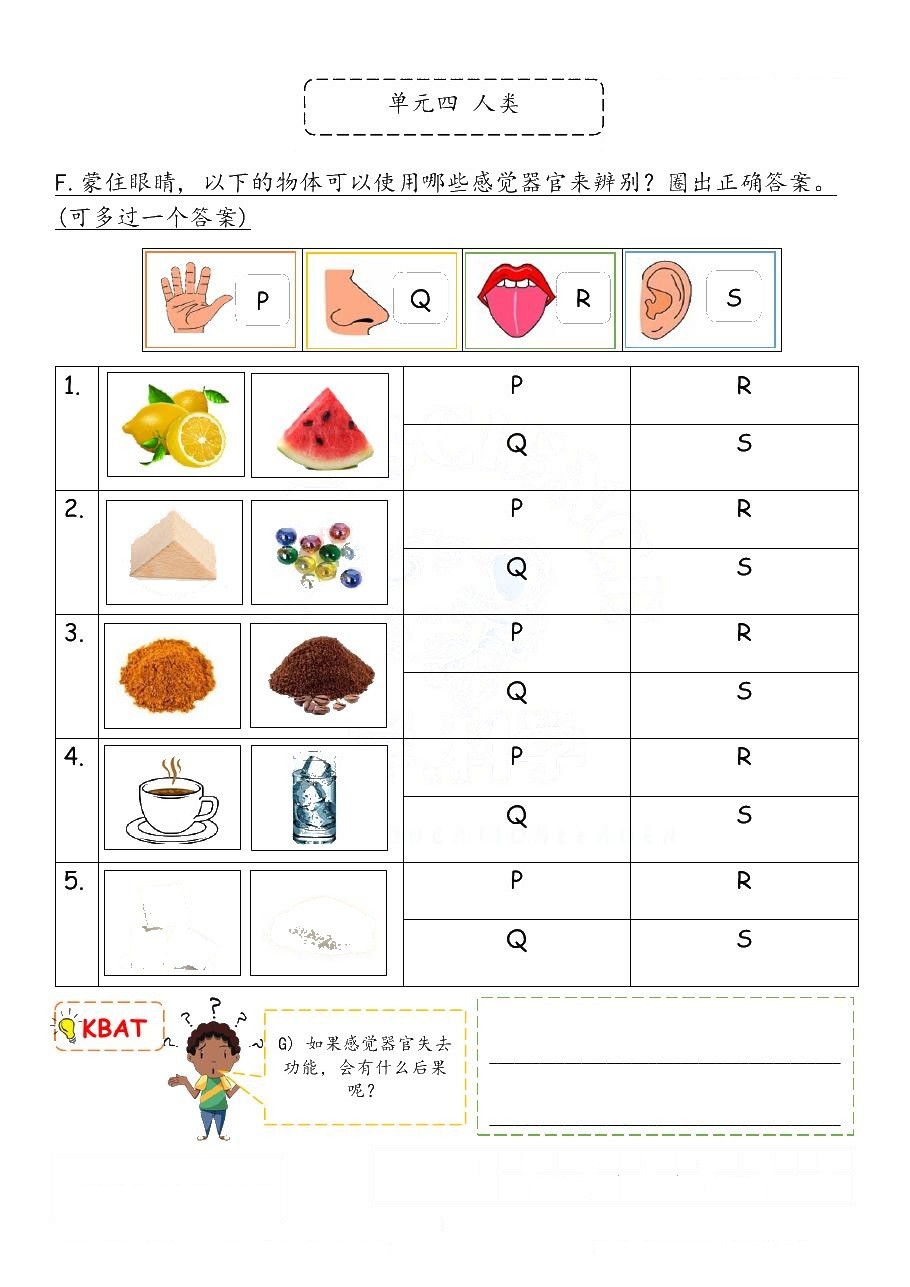 单元四 人类
F. 蒙住眼睛，以下的物体可以使用哪些感觉器官来辨别？圈出正确答案。
(可多过一个答案)
P Q R S
1. P R
Q S
2. P R
Q S
3. P R
Q S
4. P R
Q S
5. P R
Q S
KBAT
G) 如果感觉器官失去
功能，会有什么后果
呢？